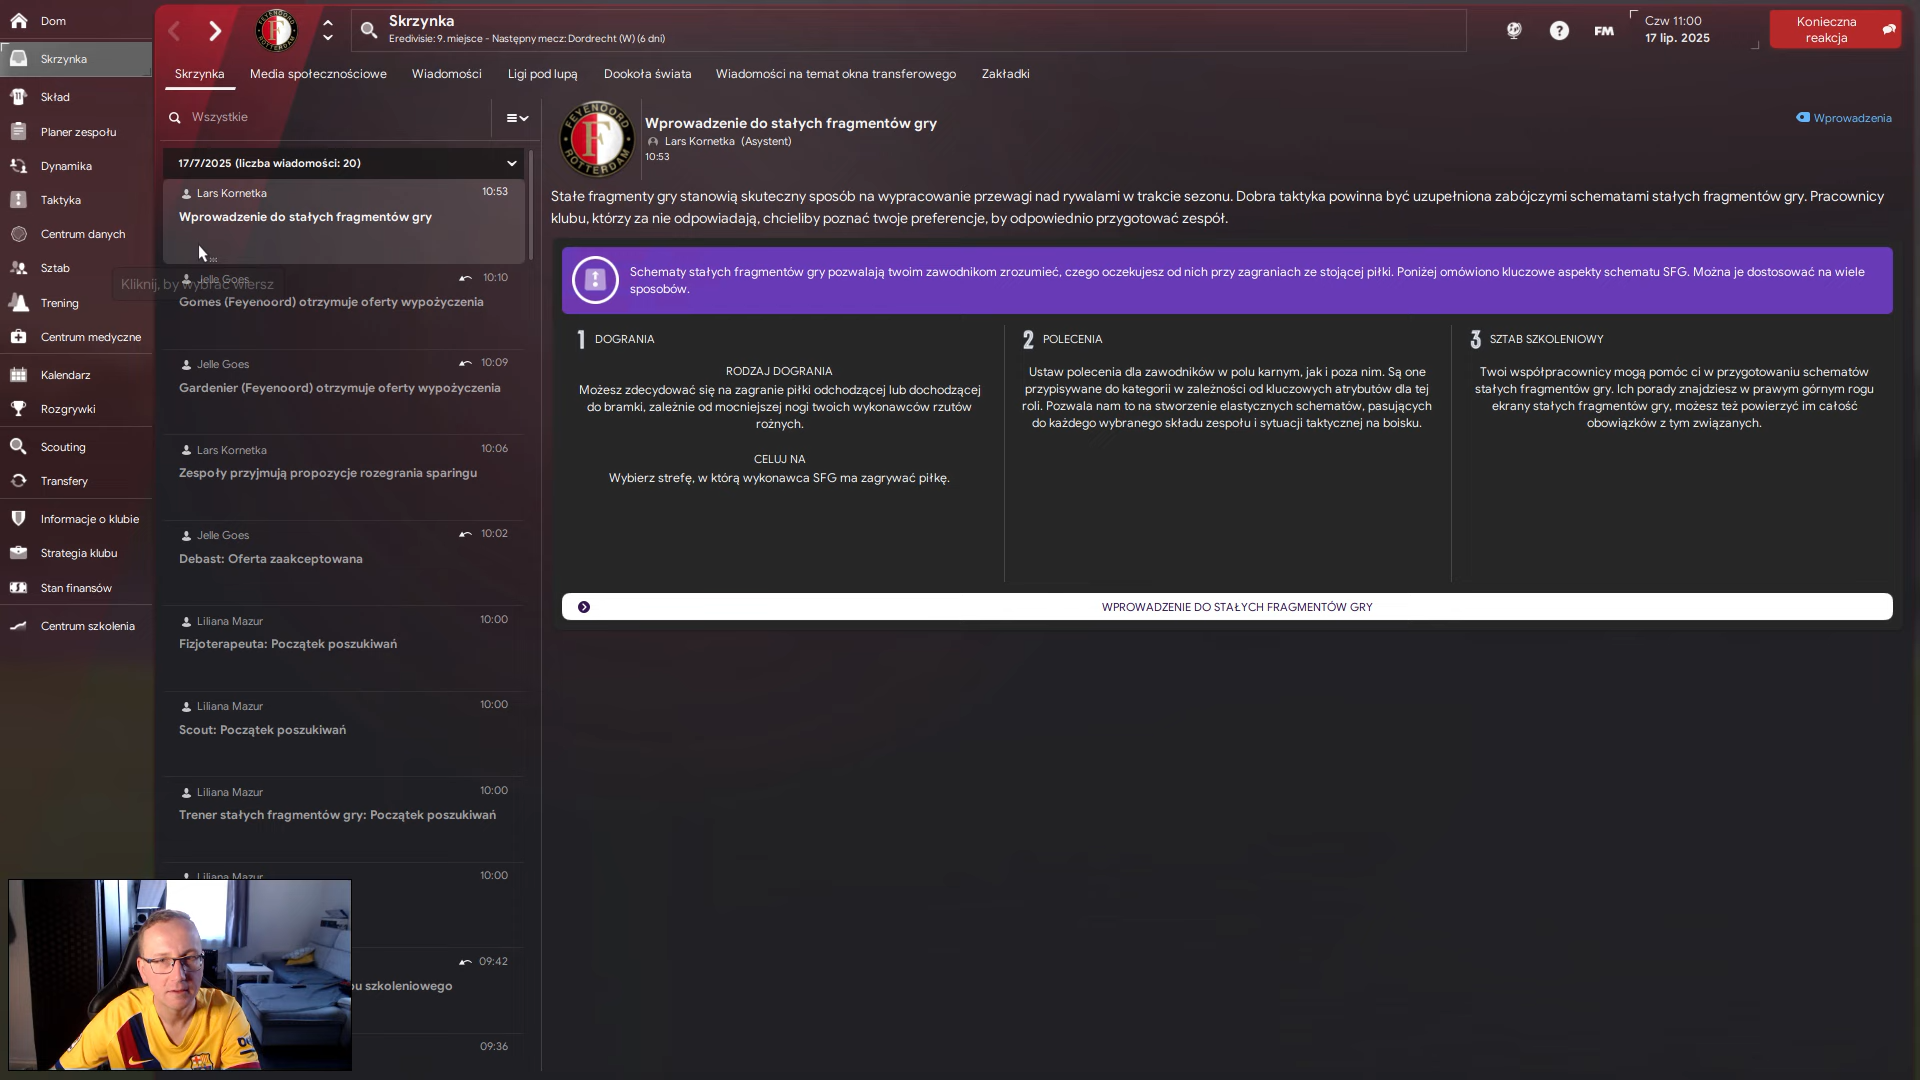 Dom
Skrzynka
Skład
Planer zespołu
Dynamika
Taktyka
Centrum danych
Sztab
Trening
Centrum medyczne
Kalendarz
Rozgrywki
Scouting
Transfery
Informacje o klubie
Strategia klubu
Stan finansów
Centrum szkolenia
Skrzynka
Eredivisie: 9. miejsce - Następny mecz: Dordrecht (W) (6 dni)
FM
Czw 11:00
17 lip. 2025
Konieczna
reakcja
Skrzynka
Media społecznościowe
Wiadomości
Ligi pod lupą
Dookoła świata
Wiadomości na temat okna transferowego
Zakładki
Wszystkie
17/7/2025 (liczba wiadomości: 20)
Lars Kornetka 10:53
Wprowadzenie do stałych fragmentów gry
Jelle Goes 10:10
Kliknij, by wybrać wiersz
Gomes (Feyenoord) otrzymuje oferty wypożyczenia
Jelle Goes 10:09
Gardenier (Feyenoord) otrzymuje oferty wypożyczenia
Lars Kornetka 10:06
Zespoły przyjmują propozycje rozegrania sparingu
Jelle Goes 10:02
Debast: Oferta zaakceptowana
Liliana Mazur 10:00
Fizjoterapeuta: Początek poszukiwań
Liliana Mazur 10:00
Scout: Początek poszukiwań
Liliana Mazur 10:00
Trener stałych fragmentów gry: Początek poszukiwań
Liliana Mazur 10:00
09:42
szkoleniowego
09:36
FEYENOORD
ROTTERDAM
Wprowadzenie do stałych fragmentów gry
Lars Kornetka (Asystent)
10:53
Wprowadzenia
Stałe fragmenty gry stanowią skuteczny sposób na wypracowanie przewagi nad rywalami w trakcie sezonu. Dobra taktyka powinna być uzupełniona zabójczymi schematami stałych fragmentów gry. Pracownicy
klubu, którzy za nie odpowiadają, chcieliby poznać twoje preferencje, by odpowiednio przygotować zespół.
Schematy stałych fragmentów gry pozwalają twoim zawodnikom zrozumieć, czego oczekujesz od nich przy zagraniach ze stojącej piłki. Poniżej omówiono kluczowe aspekty schematu SFG. Można je dostosować na wiele
sposobów.
1 DOGRANIA
RODZAJ DOGRANIA
Możesz zdecydować się na zagranie piłki odchodzącej lub dochodzącej
do bramki, zależnie od mocniejszej nogi twoich wykonawców rzutów
rożnych.
CELUJ NA
Wybierz strefę, w którą wykonawca SFG ma zagrywać piłkę.
2 POLECENIA
Ustaw polecenia dla zawodników w polu karnym, jak i poza nim. Są one
przypisywane do kategorii w zależności od kluczowych atrybutów dla tej
roli. Pozwala nam to na stworzenie elastycznych schematów, pasujących
do każdego wybranego składu zespołu i sytuacji taktycznej na boisku.
3 SZTAB SZKOLENIOWY
Twoi współpracownicy mogą pomóc ci w przygotowaniu schematów
stałych fragmentów gry. Ich porady znajdziesz w prawym górnym rogu
ekrany stałych fragmentów gry, możesz też powierzyć im całość
obowiązków z tym związanych.
WPROWADZENIE DO STAŁYCH FRAGMENTÓW GRY